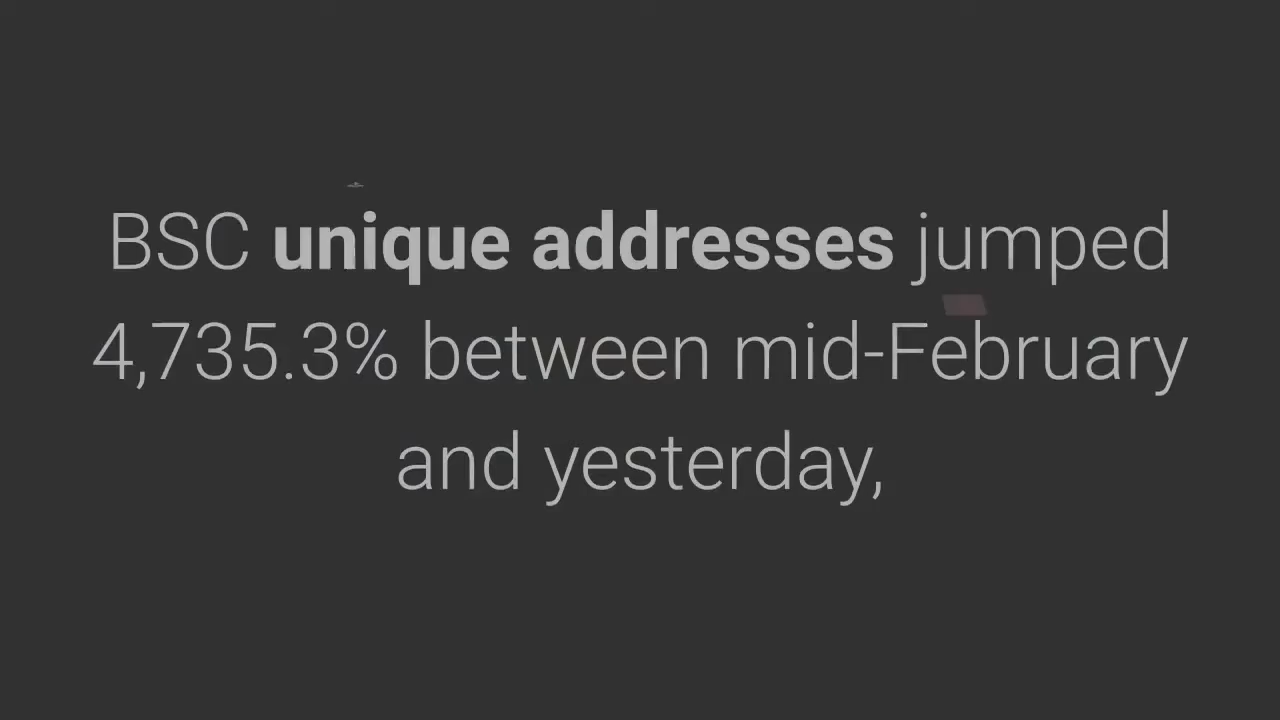 BSC unique addresses jumped
4,735.3% between mid-February
and yesterday,